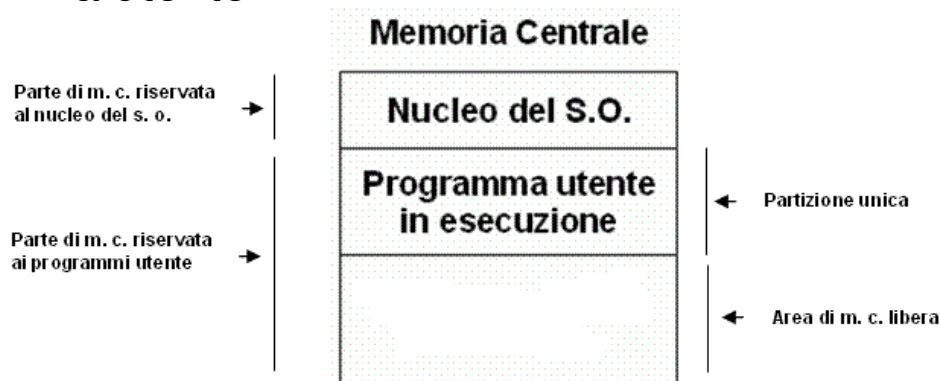 Memoria Centrale
Parte di m. c. riservata
al nucleo del s. o.
Nucleo del S.O.
Programma utente
in esecuzione
Partizione unica
Parte di m. c. riservata
ai programmi utente
Area di m. c. libera